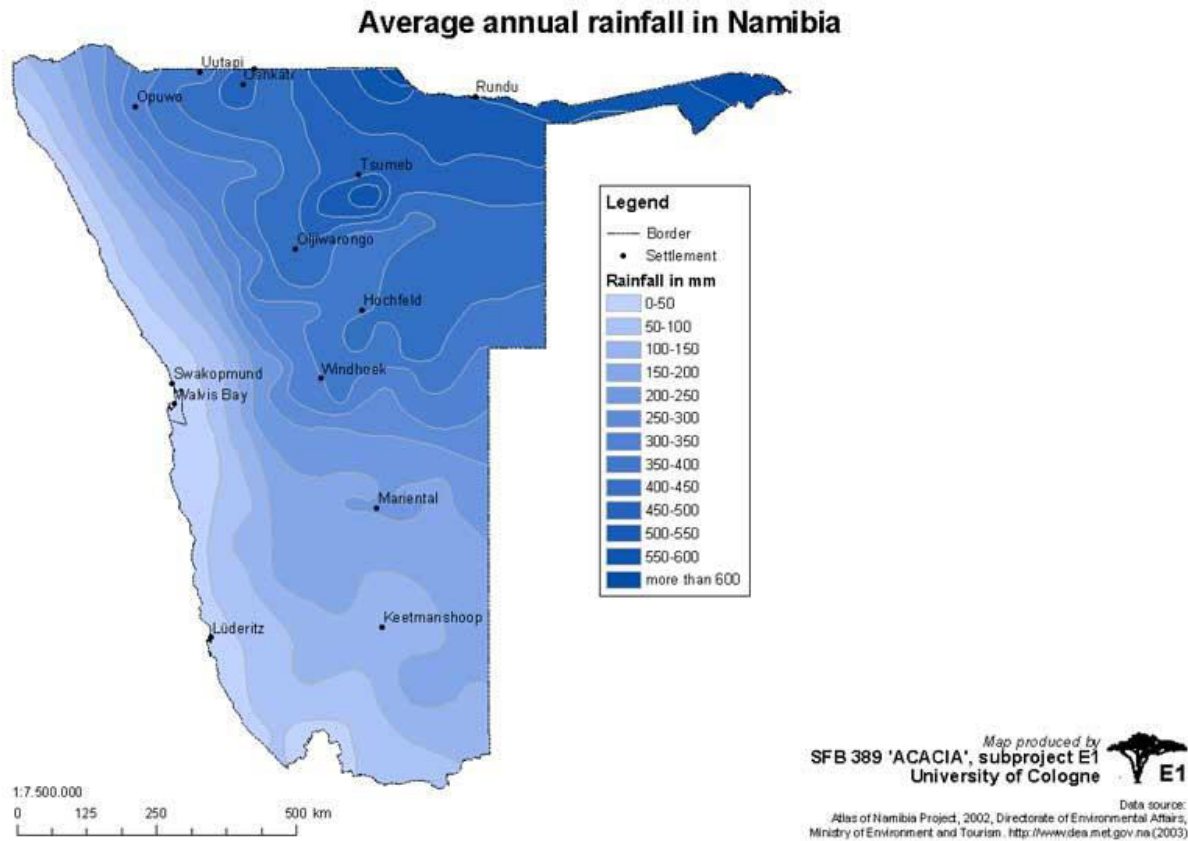 Average annual rainfall in Namibia
Uutapi
Oshkati
Opuwo
Rundu
Tsumeb
Otjiwarongo
Hochfeld
Windhoek
Swakopmund
Walvis Bay
Mariental
Keetmanshoop
Lüderitz
Legend
Border
Settlement
Rainfall in mm
0-50
50-100
100-150
150-200
200-250
250-300
300-350
350-400
400-450
450-500
500-550
550-600
more than 600
1:7.500.000
0 125 250 500 km
Map produced by
SFB 389 'ACACIA', subproject E1
University of Cologne
E1
Data source:
Atlas of Namibia Project, 2002, Directorate of Environmental Affairs,
Ministry of Environment and Tourism. http://www.dea.met.gov.na (2003)